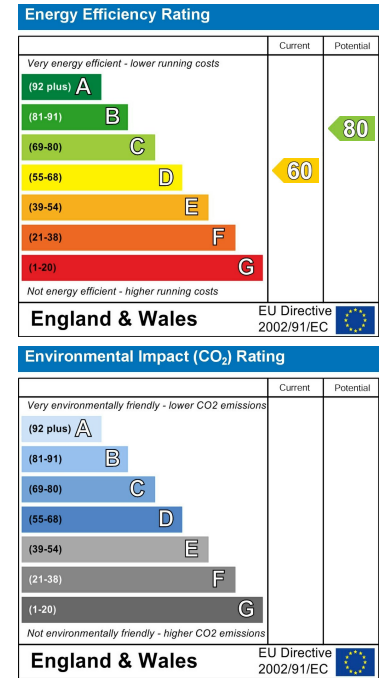 Energy Efficiency Rating
Current Potential
Very energy efficient - lower running costs
(92 plus) A
(81-91) B
(69-80) C
(55-68) D
(39-54) E
(21-38) F
(1-20) G
60
80
Not energy efficient - higher running costs
England & Wales
EU Directive
2002/91/EC
Environmental Impact (CO₂) Rating
Current Potential
Very environmentally friendly - lower CO2 emissions
(92 plus) A
(81-91) B
(69-80) C
(55-68) D
(39-54) E
(21-38) F
(1-20) G
Not environmentally friendly - higher CO2 emissions
England & Wales
EU Directive
2002/91/EC